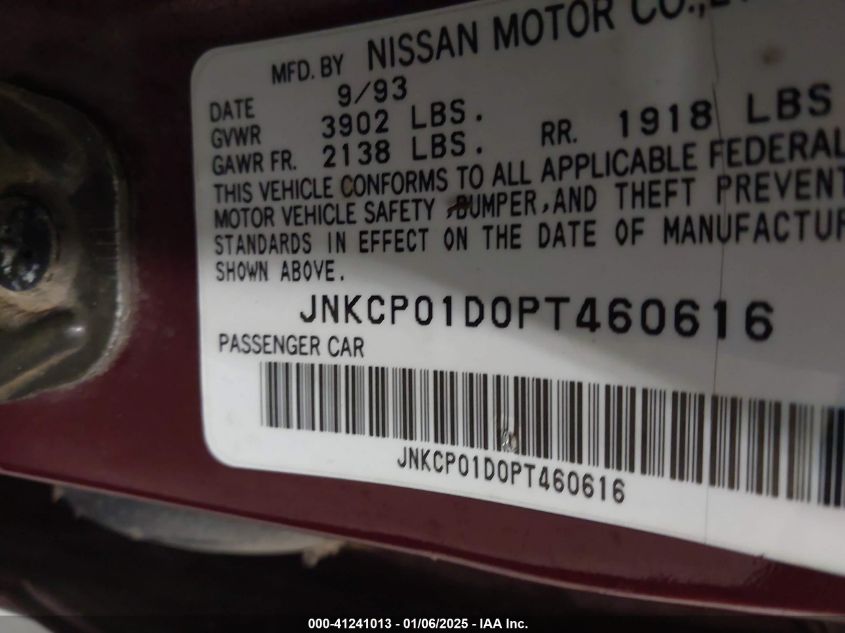 MFD. BY NISSAN MOTOR CO.,
DATE 9/93
GVWR 3902 LBS.
GAWR FR. 2138 LBS. RR. 1918 LBS
THIS VEHICLE CONFORMS TO ALL APPLICABLE FEDERAL
MOTOR VEHICLE SAFETY, BUMPER, AND THEFT PREVENT
STANDARDS IN EFFECT ON THE DATE OF MANUFACTUR
SHOWN ABOVE.
JNKCP01D0PT460616
PASSENGER CAR
JNKCP01D0PT460616
000-41241013 - 01/06/2025 - IAA Inc.